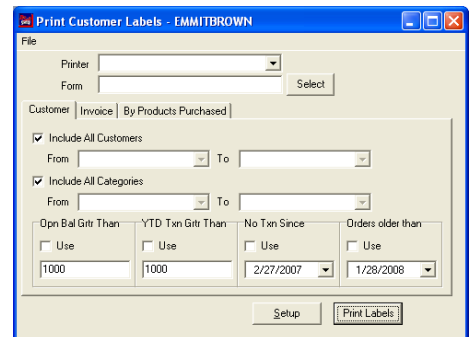 Print Customer Labels - EMMITBROWN
File
Printer
Form Select
Customer Invoice By Products Purchased
Include All Customers
From To
Include All Categories
From To
Opn Bal Grtr Than YTD Txn Grtr Than No Txn Since Orders older than
Use Use Use Use
1000 1000 2/27/2007 1/28/2008
Setup Print Labels